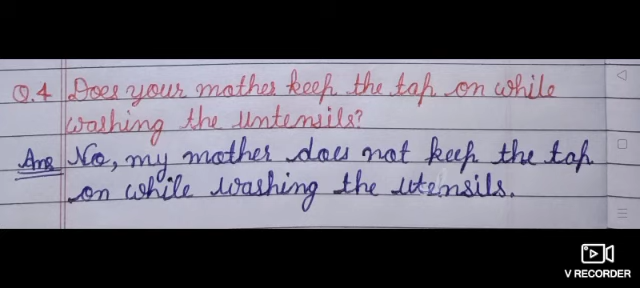 Q.4 Does your mother keep the tap on while
washing the untensils?
Ans No, my mother does not keep the tap
on while washing the utensils.
V RECORDER